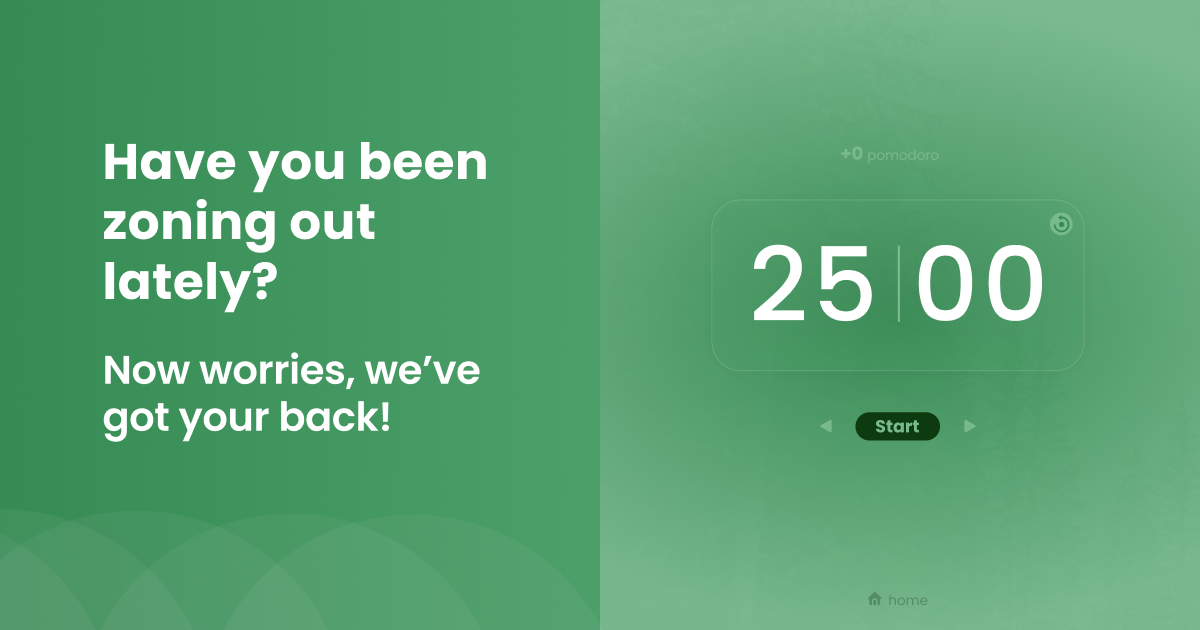 Have you been
zoning out
lately?
Now worries, we’ve
got your back!
+0 pomodoro
25 00
Start
home